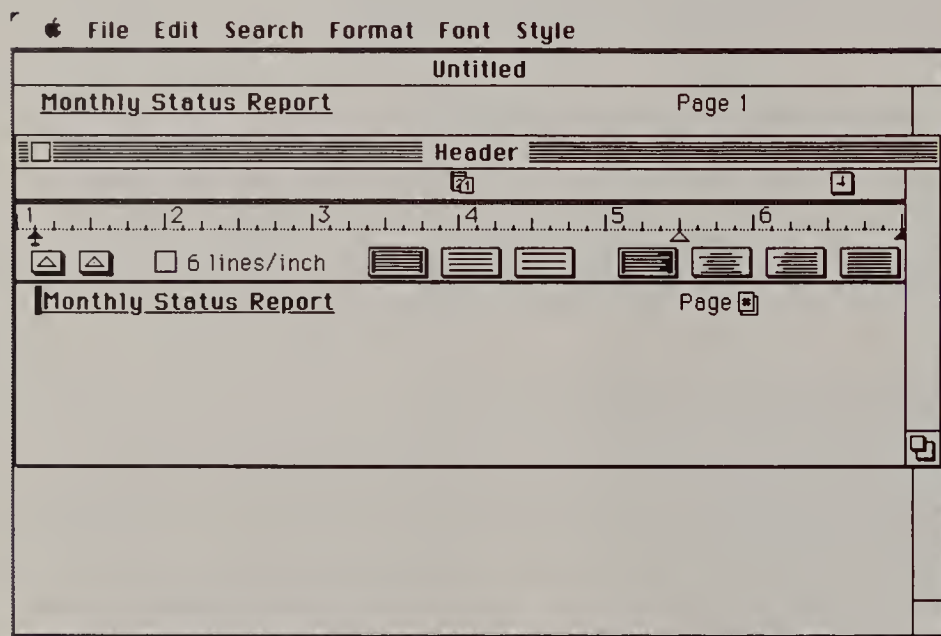 File Edit Search Format Font Style
Untitled
Monthly Status Report Page 1
Header
21
1 2 3 4 5 6
6 lines/inch
Monthly Status Report Page #